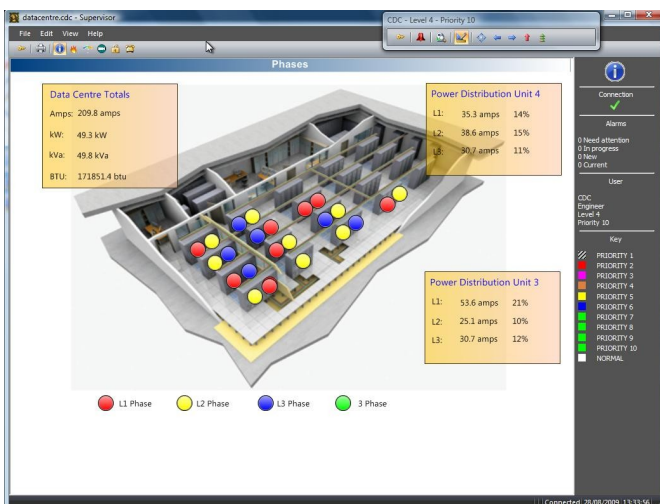 datacentre.cdc - Supervisor
CDC - Level 4 - Priority 10
File Edit View Help
Phases
Data Centre Totals
Amps: 209.8 amps
kW: 49.3 kW
kVa: 49.8 kVa
BTU: 171851.4 btu
Power Distribution Unit 4
L1: 35.3 amps 14%
L2: 38.6 amps 15%
L3: 30.7 amps 11%
Power Distribution Unit 3
L1: 53.6 amps 21%
L2: 25.1 amps 10%
L3: 30.7 amps 12%
L1 Phase
L2 Phase
L3 Phase
3 Phase
Connection
Alarms
0 Need attention
0 In progress
0 New
0 Current
User
CDC
Engineer
Level 4
Priority 10
Key
PRIORITY 1
PRIORITY 2
PRIORITY 3
PRIORITY 4
PRIORITY 5
PRIORITY 6
PRIORITY 7
PRIORITY 8
PRIORITY 9
PRIORITY 10
NORMAL
Connected 28/08/2009 13:33:56